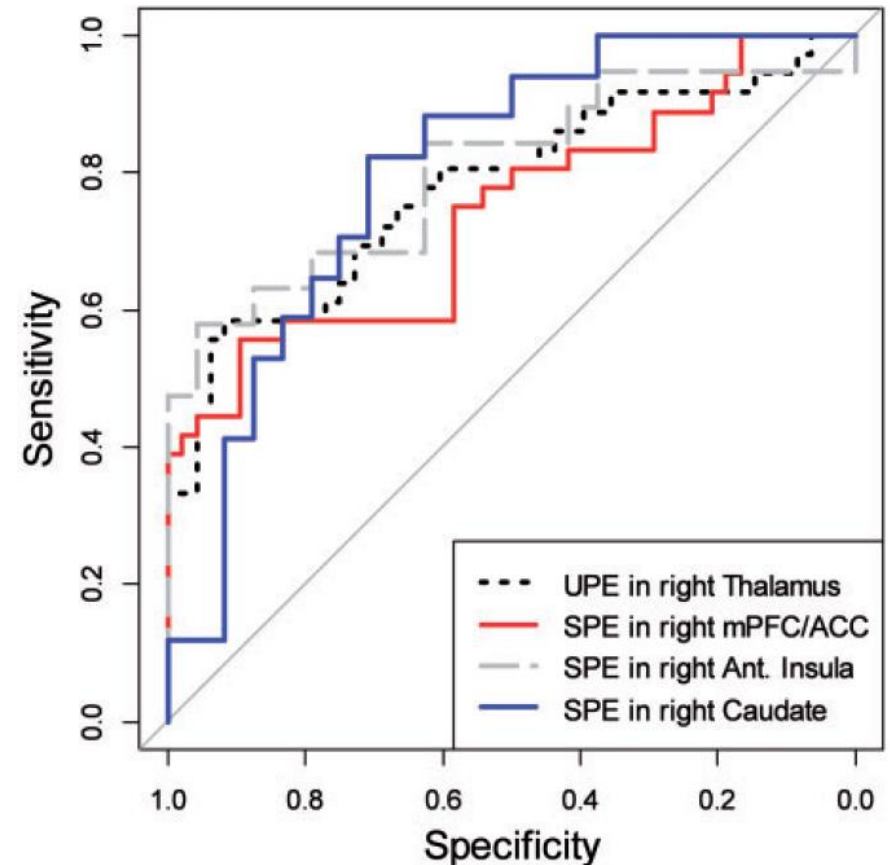 Sensitivity
1.0
0.8
0.6
0.4
0.2
0.0
UPE in right Thalamus
SPE in right mPFC/ACC
SPE in right Ant. Insula
SPE in right Caudate
1.0 0.8 0.6 0.4 0.2 0.0
Specificity